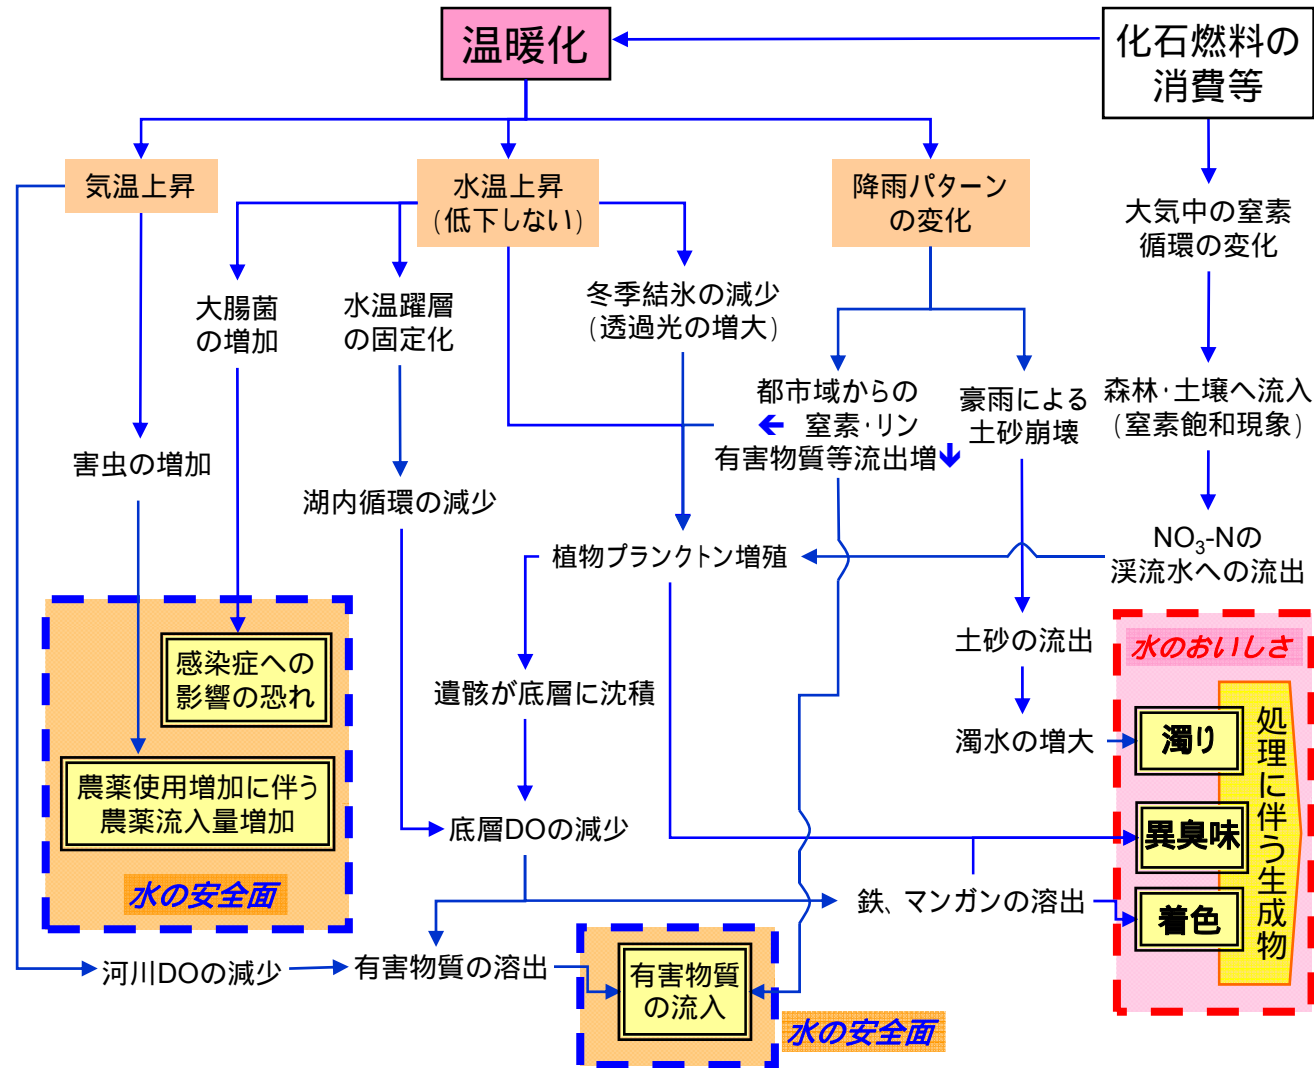 温暖化
化石燃料の
消費等
気温上昇
水温上昇
(低下しない)
降雨パターン
の変化
大気中の窒素
循環の変化
大腸菌
の増加
水温躍層
の固定化
冬季結氷の減少
(透過光の増大)
都市域からの
窒素・リン
有害物質等流出増
豪雨による
土砂崩壊
森林・土壌へ流入
(窒素飽和現象)
害虫の増加
湖内循環の減少
植物プランクトン増殖
NO₃-Nの
渓流水への流出
感染症への
影響の恐れ
遺骸が底層に沈積
土砂の流出
水のおいしさ
濁水の増大
濁り
処理に伴う生成物
農薬使用増加に伴う
農薬流入量増加
底層DOの減少
異臭味
水の安全面
鉄、マンガンの溶出
着色
河川DOの減少
有害物質の溶出
有害物質
の流入
水の安全面